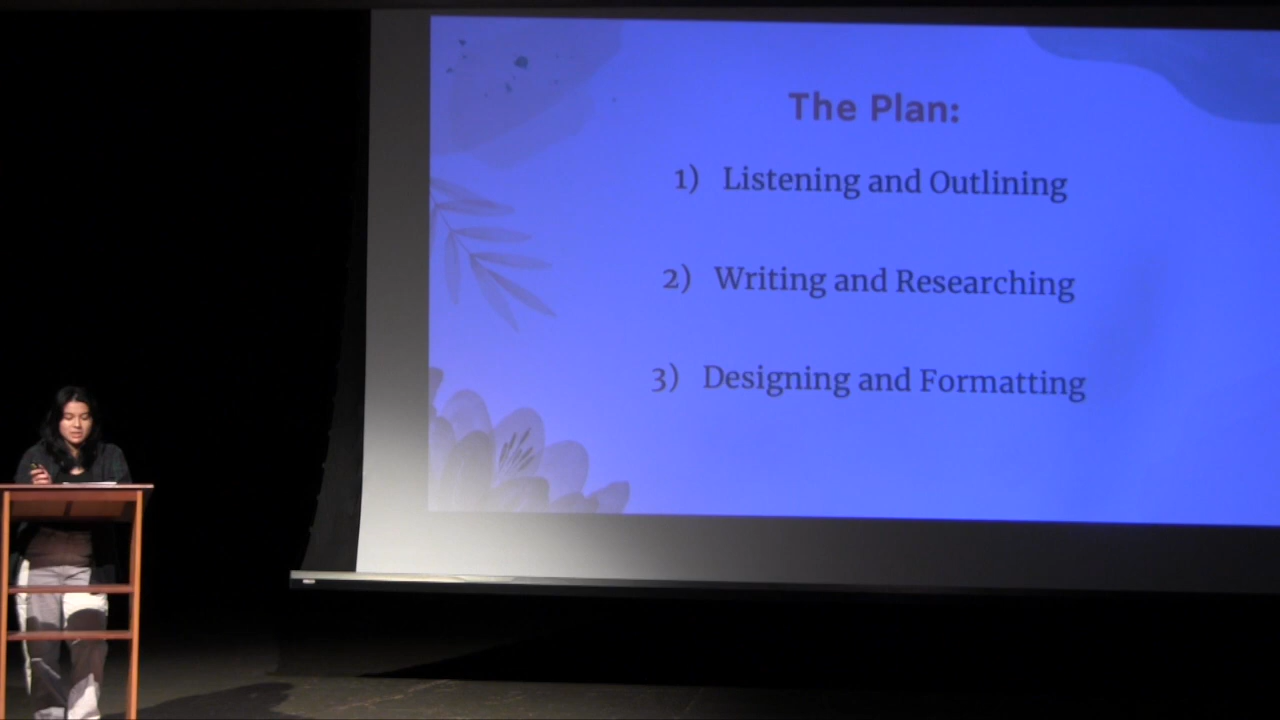 The Plan:
1) Listening and Outlining
2) Writing and Researching
3) Designing and Formatting